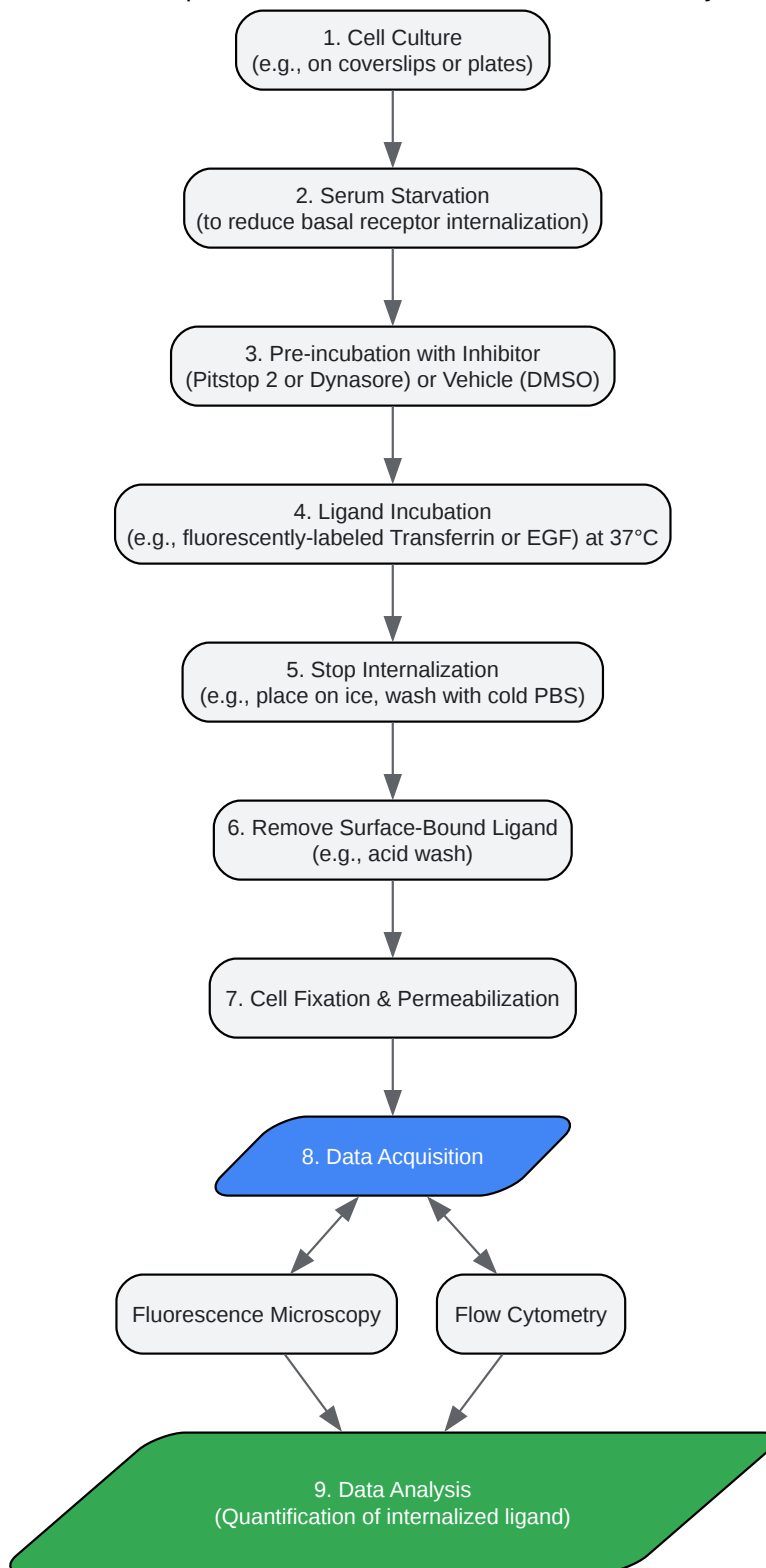 1. Cell Culture
(e.g., on coverslips or plates)
2. Serum Starvation
(to reduce basal receptor internalization)
3. Pre-incubation with Inhibitor
(Pitstop 2 or Dynasore) or Vehicle (DMSO)
4. Ligand Incubation
(e.g., fluorescently-labeled Transferrin or EGF) at 37°C
5. Stop Internalization
(e.g., place on ice, wash with cold PBS)
6. Remove Surface-Bound Ligand
(e.g., acid wash)
7. Cell Fixation & Permeabilization
8. Data Acquisition
Fluorescence Microscopy
Flow Cytometry
9. Data Analysis
(Quantification of internalized ligand)